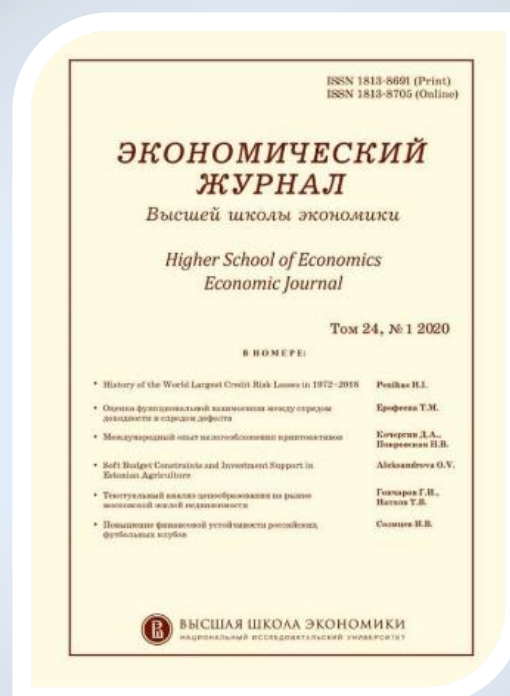 ISSN 1813-8691 (Print)
ISSN 1813-8705 (Online)
ЭКОНОМИЧЕСКИЙ
ЖУРНАЛ
Высшей школы экономики
Higher School of Economics
Economic Journal
Том 24, № 1 2020
В НОМЕРЕ:
• History of the World Largest Credit Risk Losses in 1972–2018 Penikas H.I.
• Оценка функциональной взаимосвязи между спредом Ерофеева Т.М.
доходности и спредом дефолта
• Международный опыт налогообложения криптоактивов Кочергин Д.А.,
Покровская Н.В.
• Soft Budget Constraints and Investment Support in Aleksandrova O.V.
Estonian Agriculture
• Текстуальный анализ ценообразования на рынке Гончаров Г.И.,
московской жилой недвижимости Натхов Т.В.
• Повышение финансовой устойчивости российских Солнцев И.В.
футбольных клубов
ВЫСШАЯ ШКОЛА ЭКОНОМИКИ
НАЦИОНАЛЬНЫЙ ИССЛЕДОВАТЕЛЬСКИЙ УНИВЕРСИТЕТ